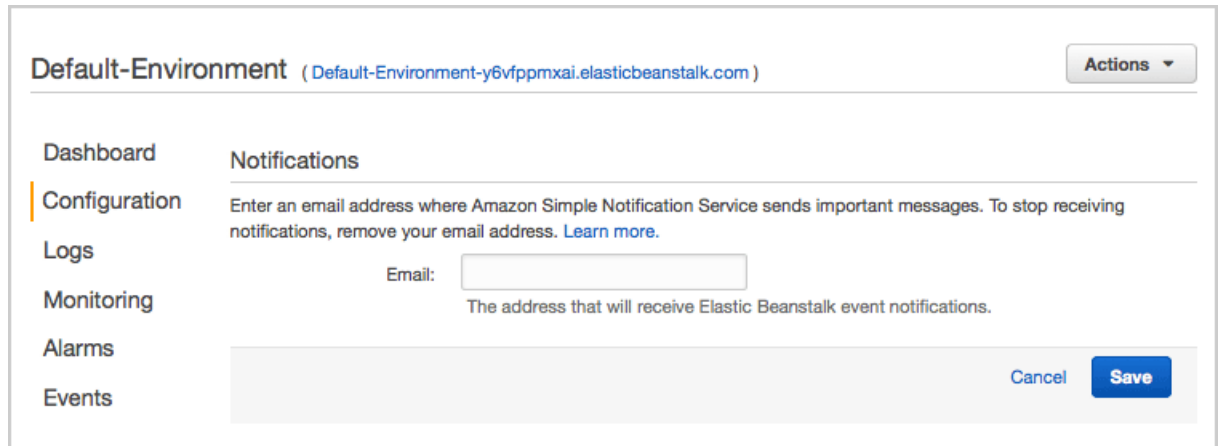 Default-Environment ( Default-Environment-y6vfppmxai.elasticbeanstalk.com )
Actions
Dashboard
Configuration
Logs
Monitoring
Alarms
Events
Notifications
Enter an email address where Amazon Simple Notification Service sends important messages. To stop receiving
notifications, remove your email address. Learn more.
Email:
The address that will receive Elastic Beanstalk event notifications.
Cancel
Save